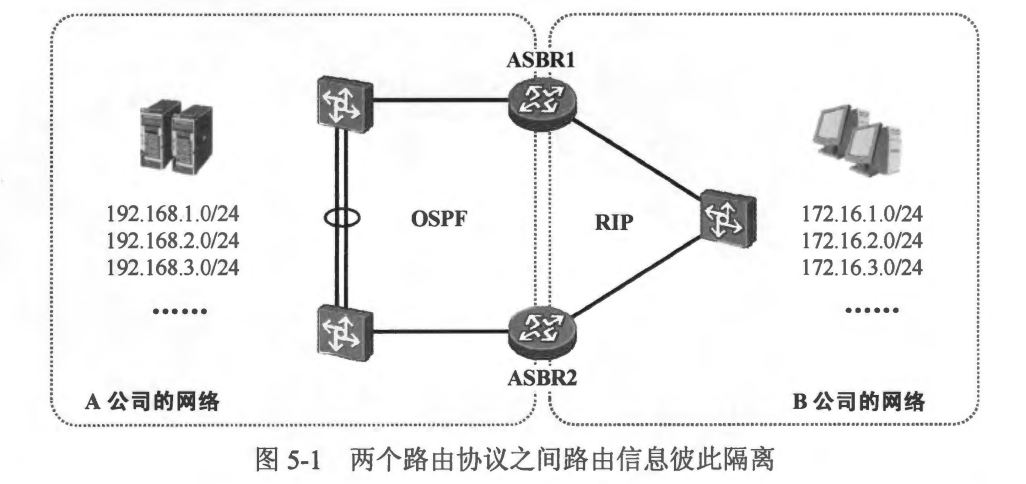 ASBR1
192.168.1.0/24
192.168.2.0/24
192.168.3.0/24
……
OSPF
RIP
172.16.1.0/24
172.16.2.0/24
172.16.3.0/24
……
ASBR2
A 公司的网络
B 公司的网络
图 5-1 两个路由协议之间路由信息彼此隔离